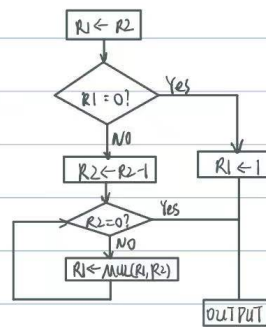 R1 ← R2
R1 = 0?
Yes
NO
R2 ← R2-1
R1 ← 1
R2=0?
Yes
NO
R1 ← MUL(R1, R2)
OUTPUT